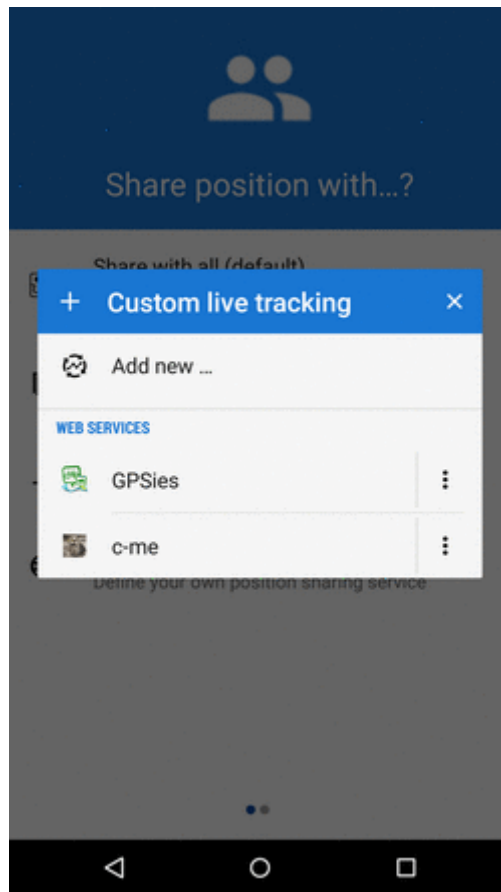 Share position with...?
Share with all (default)
Custom live tracking
Add new ...
WEB SERVICES
GPSies
c-me
Define your own position sharing service